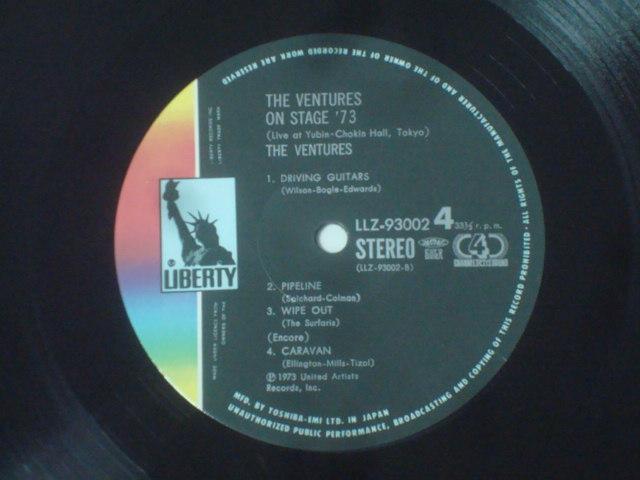 THE VENTURES
ON STAGE '73
(Live at Yubin-Chokin Hall, Tokyo)
THE VENTURES
1. DRIVING GUITARS
(Wilson-Bogle-Edwards)
LLZ-93002 4 33⅓ r.p.m.
STEREO
(LLZ-93002-B)
LIBERTY
2. PIPELINE
(Spichard-Colman)
3. WIPE OUT
(The Surfaris)
(Encore)
4. CARAVAN
(Ellington-Mills-Tizol)
℗ 1973 United Artists
Records, Inc.
MFD. BY TOSHIBA-EMI LTD. IN JAPAN
ALL RIGHTS OF THE MANUFACTURER AND OF THE OWNER OF THE RECORDED WORK ARE RESERVED
UNAUTHORIZED PUBLIC PERFORMANCE, BROADCASTING AND COPYING OF THIS RECORD PROHIBITED